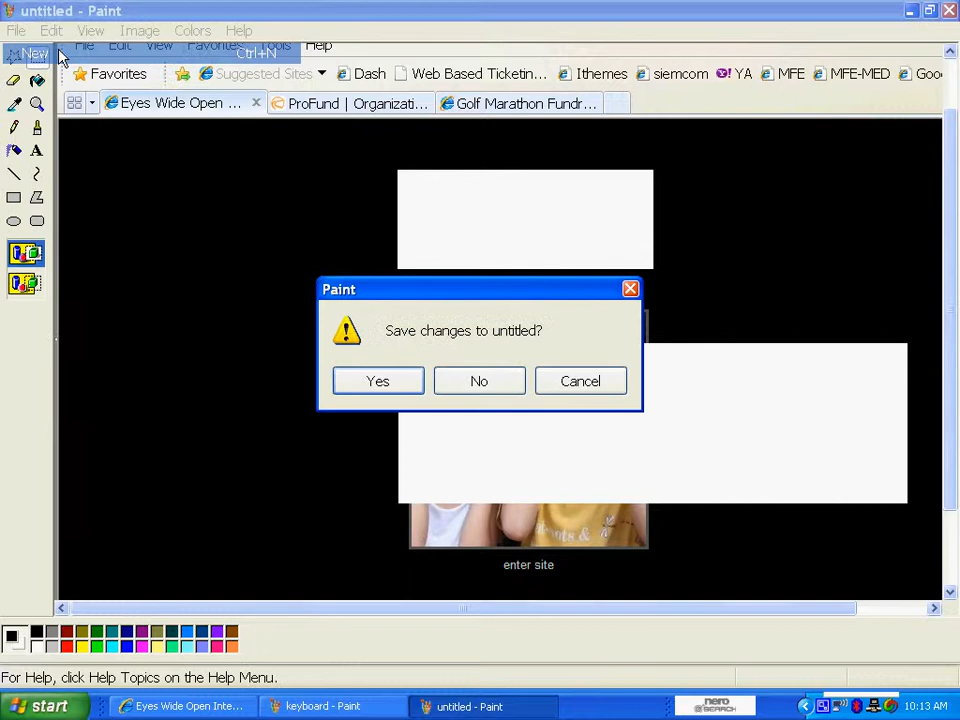 untitled - Paint
File Edit View Image Colors Help
New Ctrl+N
File Edit View Favorites Tools Help
Favorites Suggested Sites Dash Web Based Ticketin... Ithemes siemcom YA MFE MFE-MED Goo
Eyes Wide Open ... ProFund | Organizati... Golf Marathon Fundr...
Paint
Save changes to untitled?
Yes No Cancel
enter site
For Help, click Help Topics on the Help Menu.
start Eyes Wide Open Inte... keyboard - Paint untitled - Paint nero SEARCH 10:13 AM